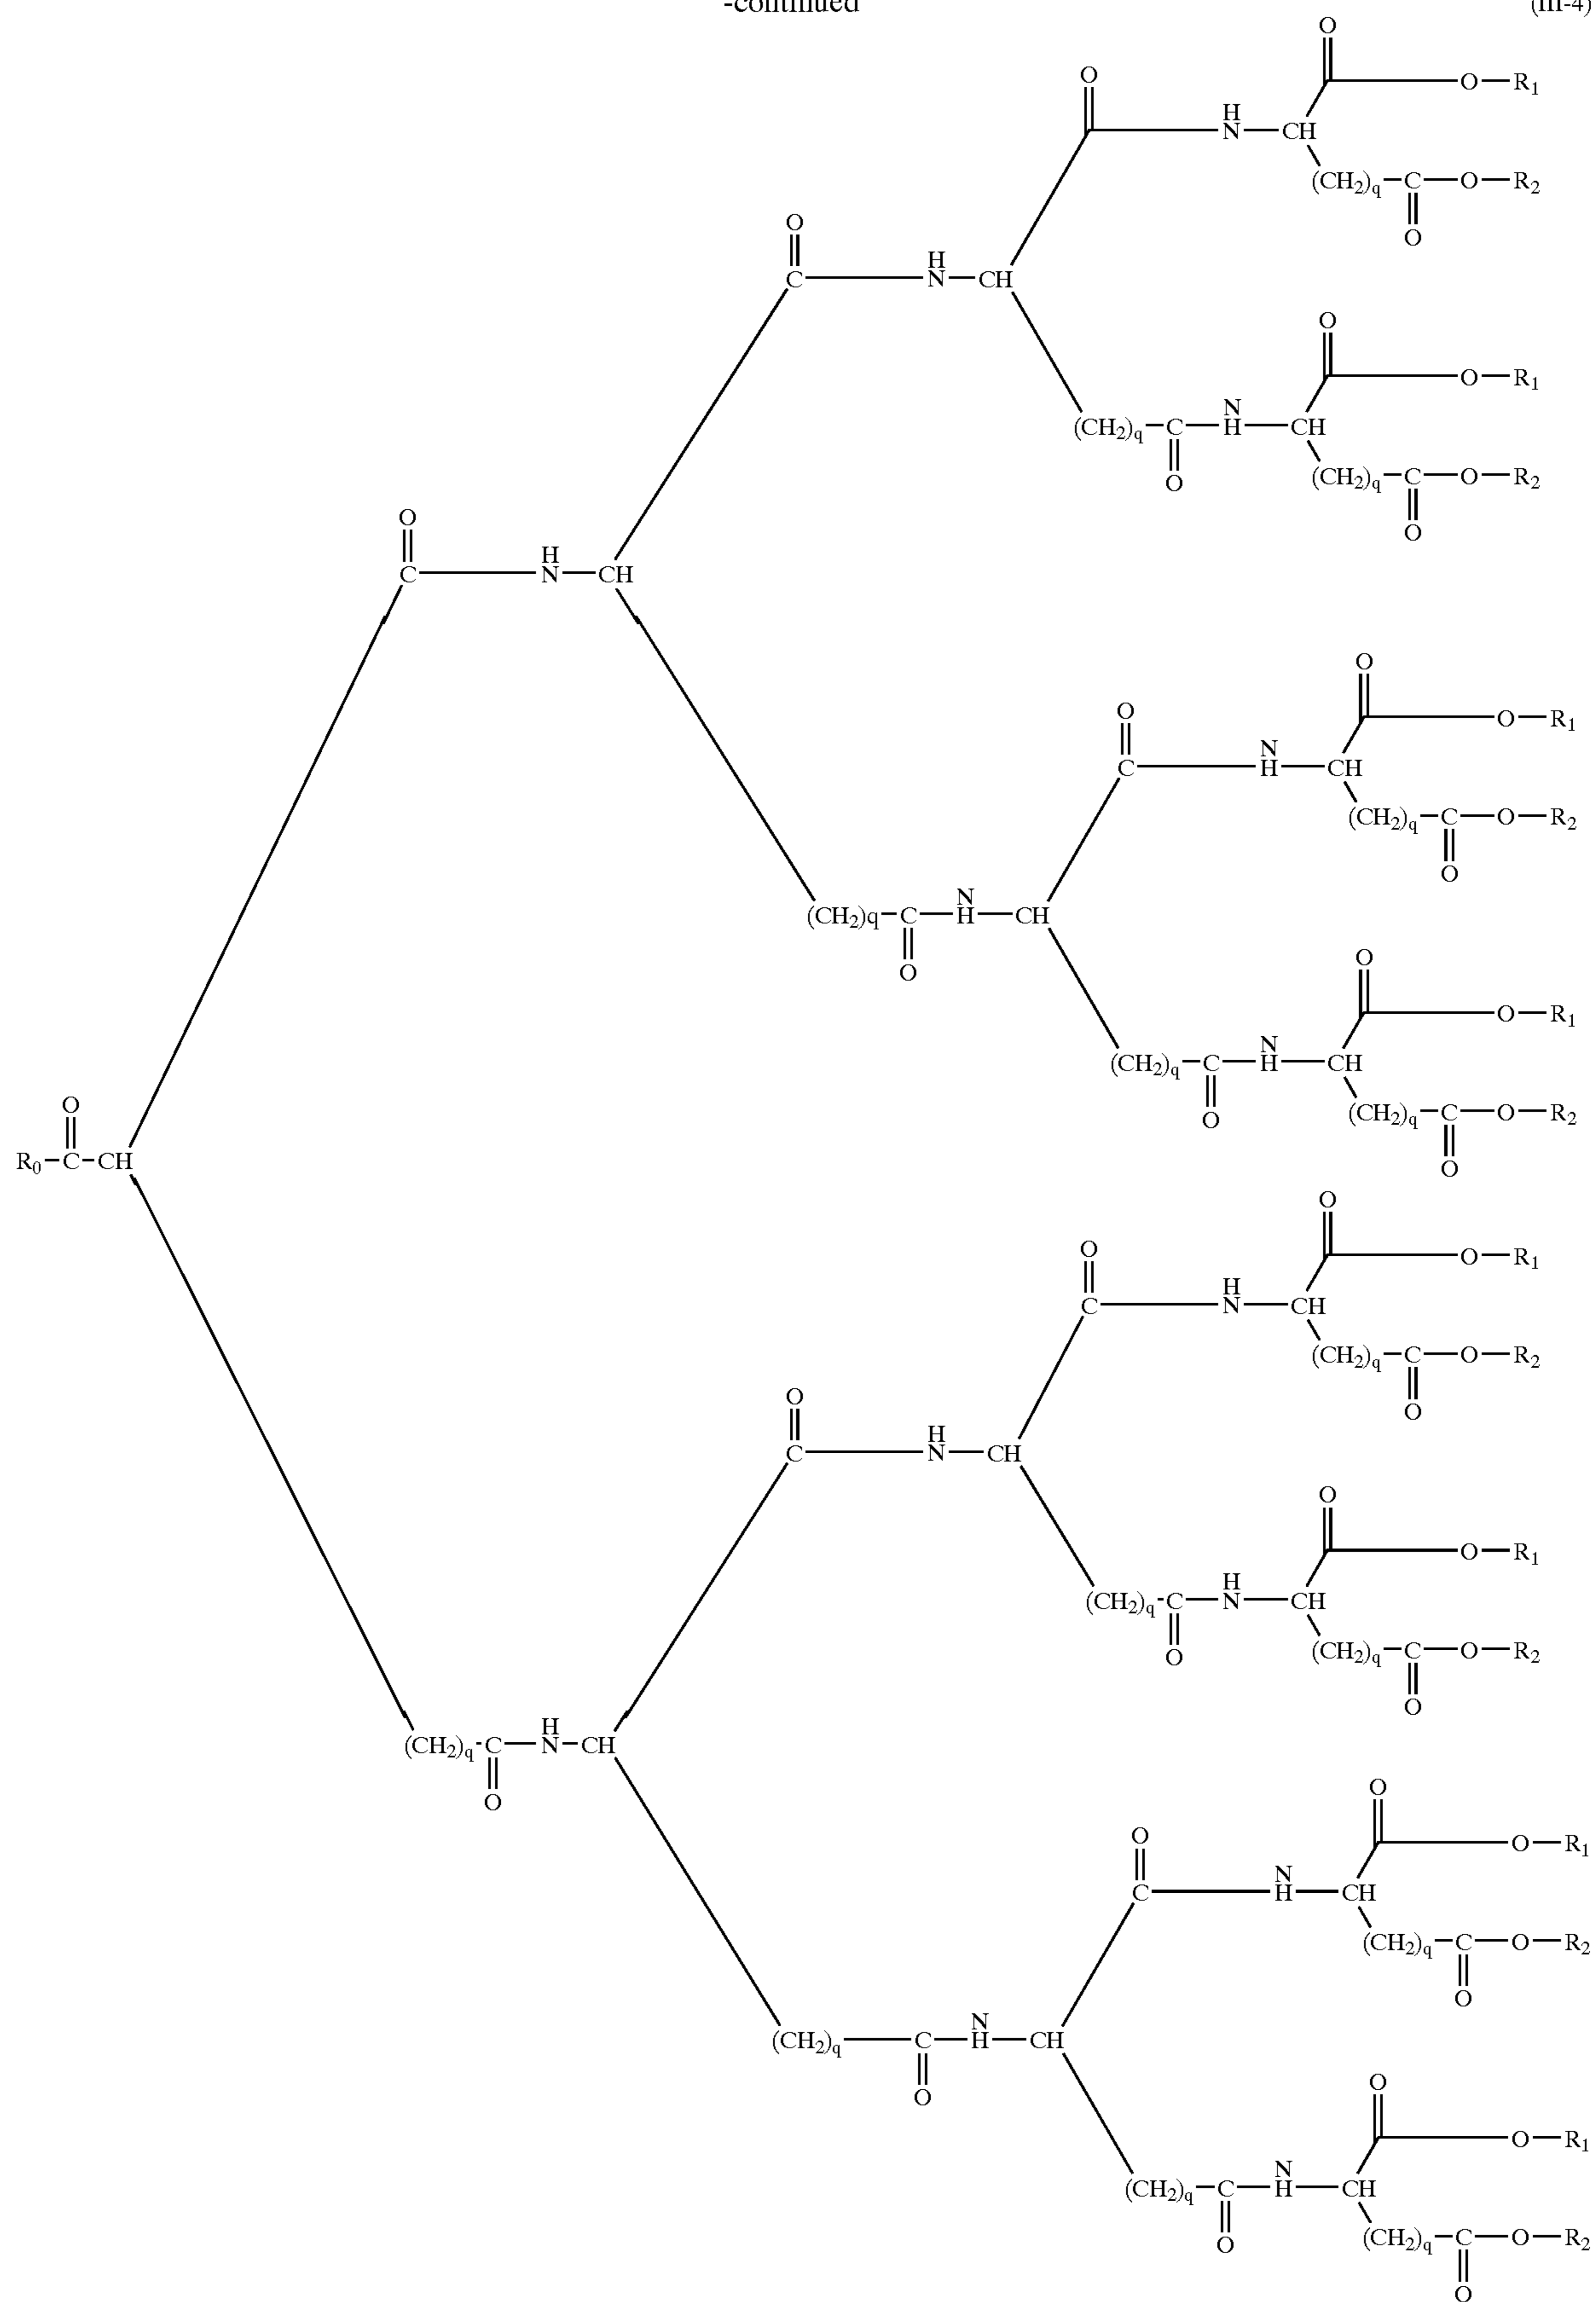 -continued
(III-4)
O
O
O—R₁
H
N—CH
(CH₂)q—C—O—R₂
O
O
H
C—N—CH
O
O—R₁
N
H—CH
(CH₂)q—C—
O
(CH₂)q—C—O—R₂
O
O
H
C—N—CH
O
O
O—R₁
C—N
H—CH
(CH₂)q—C—O—R₂
O
(CH₂)q—C—N
H—CH
O
O
O—R₁
(CH₂)q—C—N
H—CH
O
(CH₂)q—C—O—R₂
O
O
R₀—C—CH
O
O
O—R₁
H
C—N—CH
(CH₂)q—C—O—R₂
O
O
H
C—N—CH
O
O—R₁
H
(CH₂)q—C—N—CH
O
(CH₂)q—C—O—R₂
O
H
(CH₂)q—C—N—CH
O
O
O
O—R₁
C—N
H—CH
(CH₂)q—C—O—R₂
O
(CH₂)q—C—N
H—CH
O
O
O—R₁
(CH₂)q—C—N
H—CH
O
(CH₂)q—C—O—R₂
O